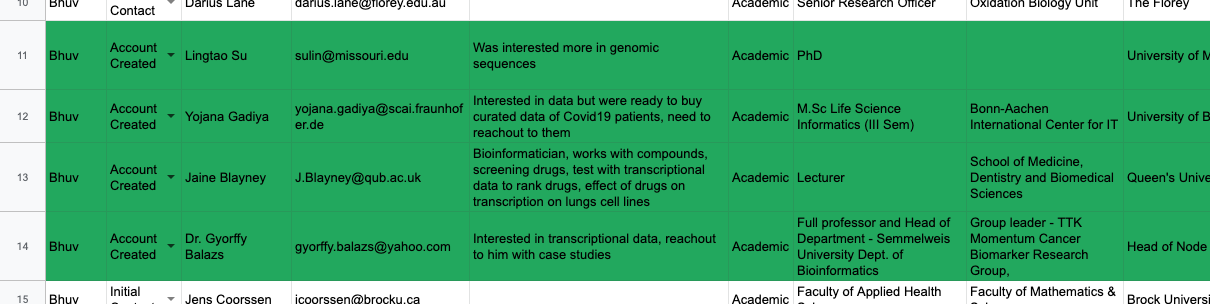 10 Bhuv Contact Darius Lane darius.lane@florey.edu.au Academic Senior Research Officer Oxidation Biology Unit The Florey
11 Bhuv Account Created Lingtao Su sulin@missouri.edu Was interested more in genomic sequences Academic PhD University of M
12 Bhuv Account Created Yojana Gadiya yojana.gadiya@scai.fraunhofer.de Interested in data but were ready to buy curated data of Covid19 patients, need to reachout to them Academic M.Sc Life Science Informatics (III Sem) Bonn-Aachen International Center for IT University of B
13 Bhuv Account Created Jaine Blayney J.Blayney@qub.ac.uk Bioinformatician, works with compounds, screening drugs, test with transcriptional data to rank drugs, effect of drugs on transcription on lungs cell lines Academic Lecturer School of Medicine, Dentistry and Biomedical Sciences Queen's Unive
14 Bhuv Account Created Dr. Gyorffy Balazs gyorffy.balazs@yahoo.com Interested in transcriptional data, reachout to him with case studies Academic Full professor and Head of Department - Semmelweis University Dept. of Bioinformatics Group leader - TTK Momentum Cancer Biomarker Research Group, Head of Node
15 Bhuv Initial Jens Coorssen jcoorssen@brocku.ca Academic Faculty of Applied Health Faculty of Mathematics & Brock Universi